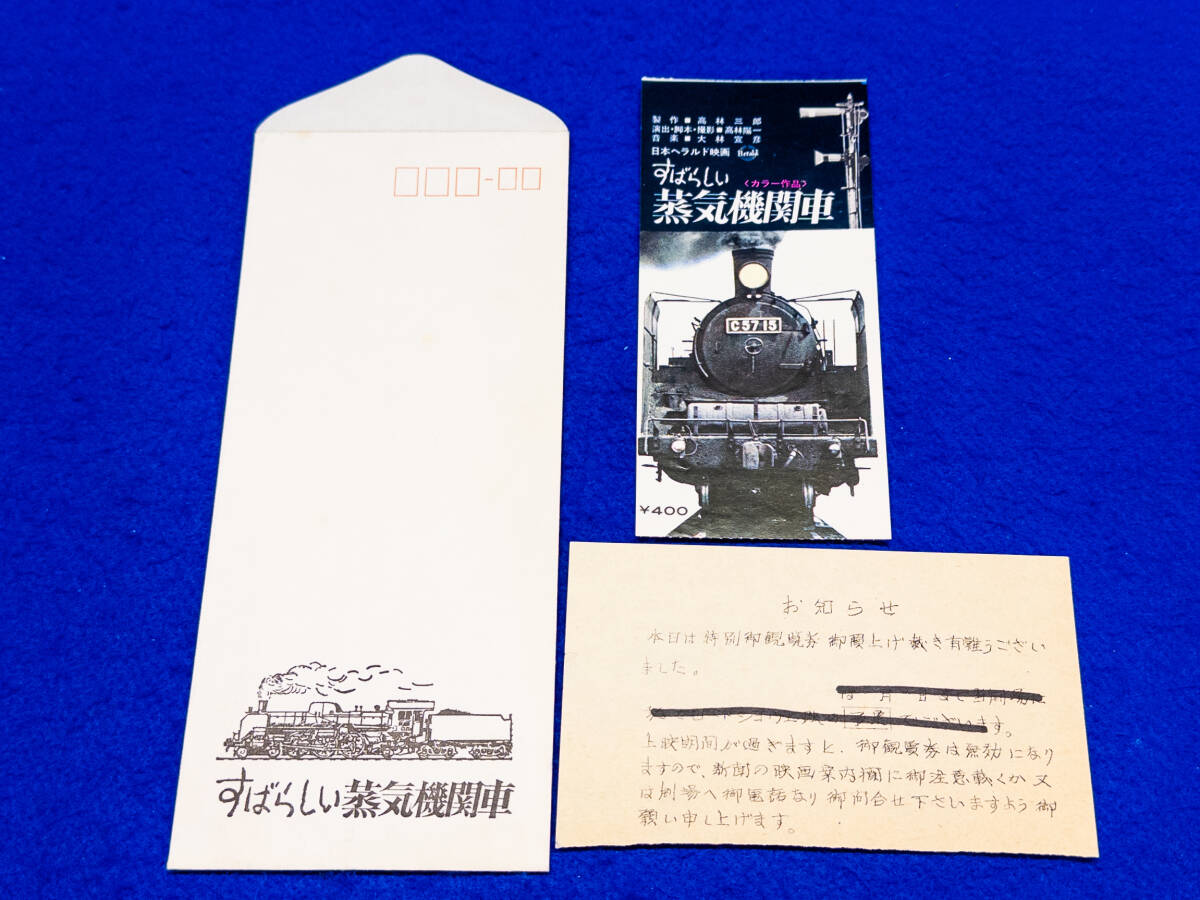 すばらしい蒸気機関車
製作■高林三郎
演出・脚本・撮影■高林陽一
音楽■大林宣彦
日本ヘラルド映画 Herald
すばらしい
〈カラー作品〉
蒸気機関車
C5715
¥400
お知らせ
本日は特別御観覧券御買上げ戴き有難うござい
ました。
す。
上映期間が過ぎますと、御観覧券は無効になり
ますので、新聞の映画案内欄に御注意戴くか又
は劇場へ御電話なり御問合せ下さいますよう御
願い申し上げます。